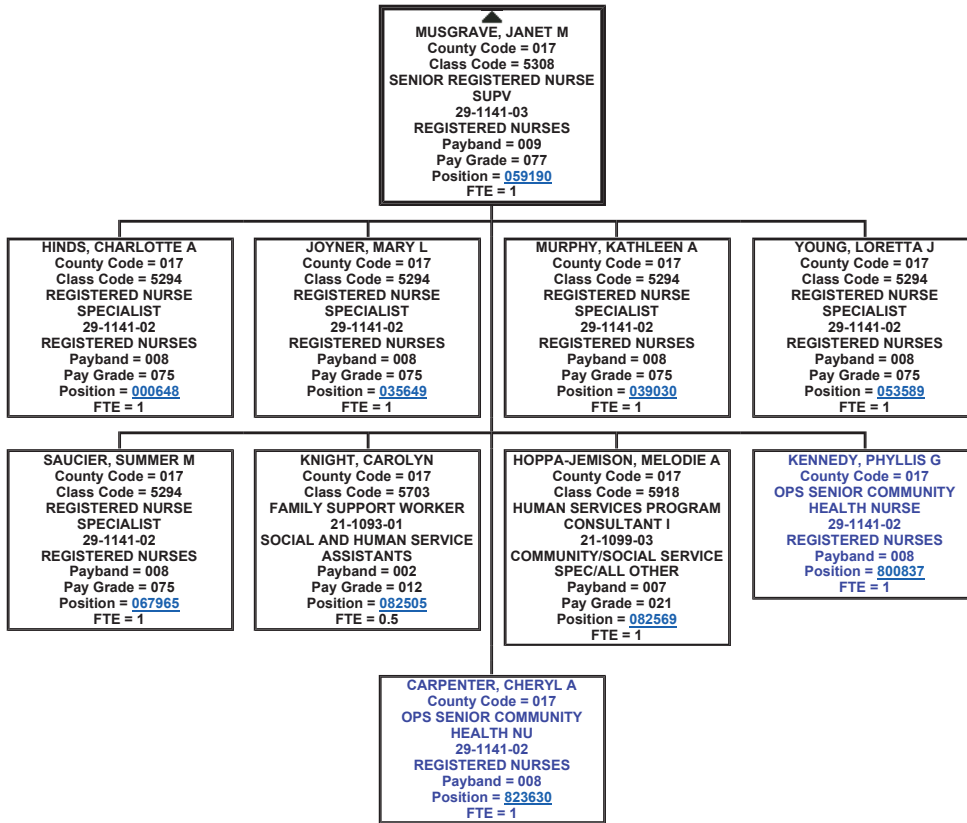 MUSGRAVE, JANET M
County Code = 017
Class Code = 5308
SENIOR REGISTERED NURSE
SUPV
29-1141-03
REGISTERED NURSES
Payband = 009
Pay Grade = 077
Position = 059190
FTE = 1
HINDS, CHARLOTTE A
County Code = 017
Class Code = 5294
REGISTERED NURSE
SPECIALIST
29-1141-02
REGISTERED NURSES
Payband = 008
Pay Grade = 075
Position = 000648
FTE = 1
JOYNER, MARY L
County Code = 017
Class Code = 5294
REGISTERED NURSE
SPECIALIST
29-1141-02
REGISTERED NURSES
Payband = 008
Pay Grade = 075
Position = 035649
FTE = 1
MURPHY, KATHLEEN A
County Code = 017
Class Code = 5294
REGISTERED NURSE
SPECIALIST
29-1141-02
REGISTERED NURSES
Payband = 008
Pay Grade = 075
Position = 039030
FTE = 1
YOUNG, LORETTA J
County Code = 017
Class Code = 5294
REGISTERED NURSE
SPECIALIST
29-1141-02
REGISTERED NURSES
Payband = 008
Pay Grade = 075
Position = 053589
FTE = 1
SAUCIER, SUMMER M
County Code = 017
Class Code = 5294
REGISTERED NURSE
SPECIALIST
29-1141-02
REGISTERED NURSES
Payband = 008
Pay Grade = 075
Position = 067965
FTE = 1
KNIGHT, CAROLYN
County Code = 017
Class Code = 5703
FAMILY SUPPORT WORKER
21-1093-01
SOCIAL AND HUMAN SERVICE
ASSISTANTS
Payband = 002
Pay Grade = 012
Position = 082505
FTE = 0.5
HOPPA-JEMISON, MELODIE A
County Code = 017
Class Code = 5918
HUMAN SERVICES PROGRAM
CONSULTANT I
21-1099-03
COMMUNITY/SOCIAL SERVICE
SPEC/ALL OTHER
Payband = 007
Pay Grade = 021
Position = 082569
FTE = 1
KENNEDY, PHYLLIS G
County Code = 017
OPS SENIOR COMMUNITY
HEALTH NURSE
29-1141-02
REGISTERED NURSES
Payband = 008
Position = 800837
FTE = 1
CARPENTER, CHERYL A
County Code = 017
OPS SENIOR COMMUNITY
HEALTH NU
29-1141-02
REGISTERED NURSES
Payband = 008
Position = 823630
FTE = 1